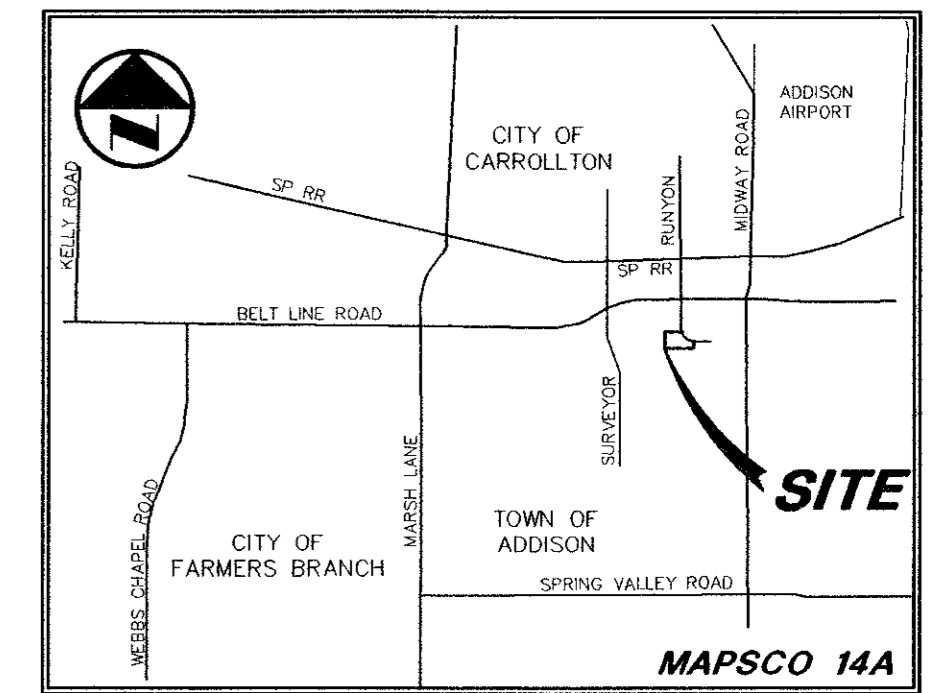 N
ADDISON
AIRPORT
CITY OF
CARROLLTON
MIDWAY ROAD
RUNYON
KELLY ROAD
SP RR
SP RR
BELT LINE ROAD
SURVEYOR
MARSH LANE
SITE
WEBBS CHAPEL ROAD
TOWN OF
ADDISON
CITY OF
FARMERS BRANCH
SPRING VALLEY ROAD
MAPSCO 14A